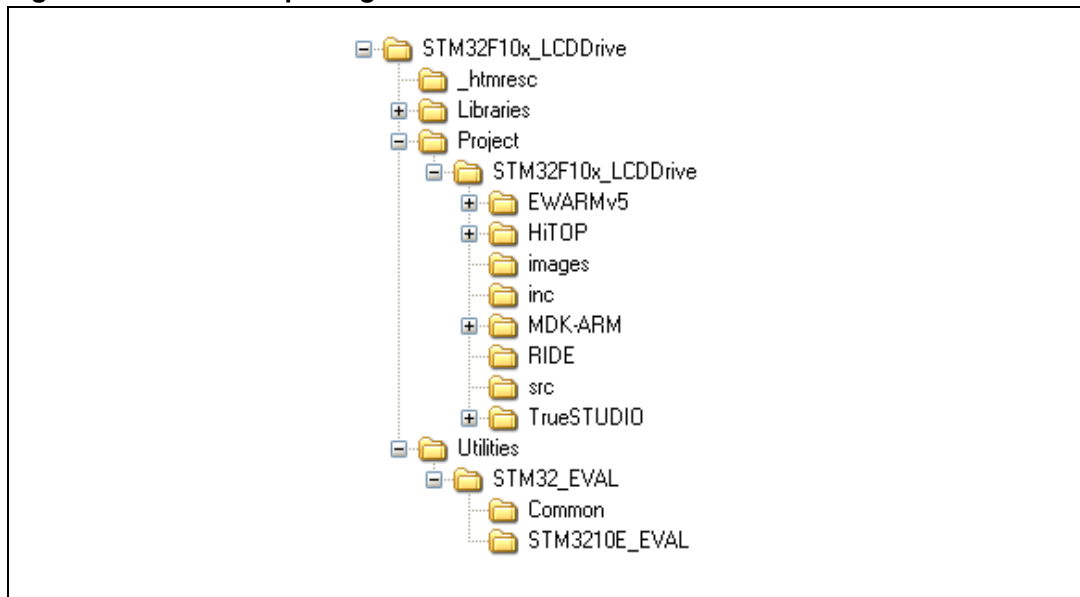 STM32F10x_LCDDrive
_htmresc
Libraries
Project
STM32F10x_LCDDrive
EWARMv5
HiTOP
images
inc
MDK-ARM
RIDE
src
TrueSTUDIO
Utilities
STM32_EVAL
Common
STM3210E_EVAL